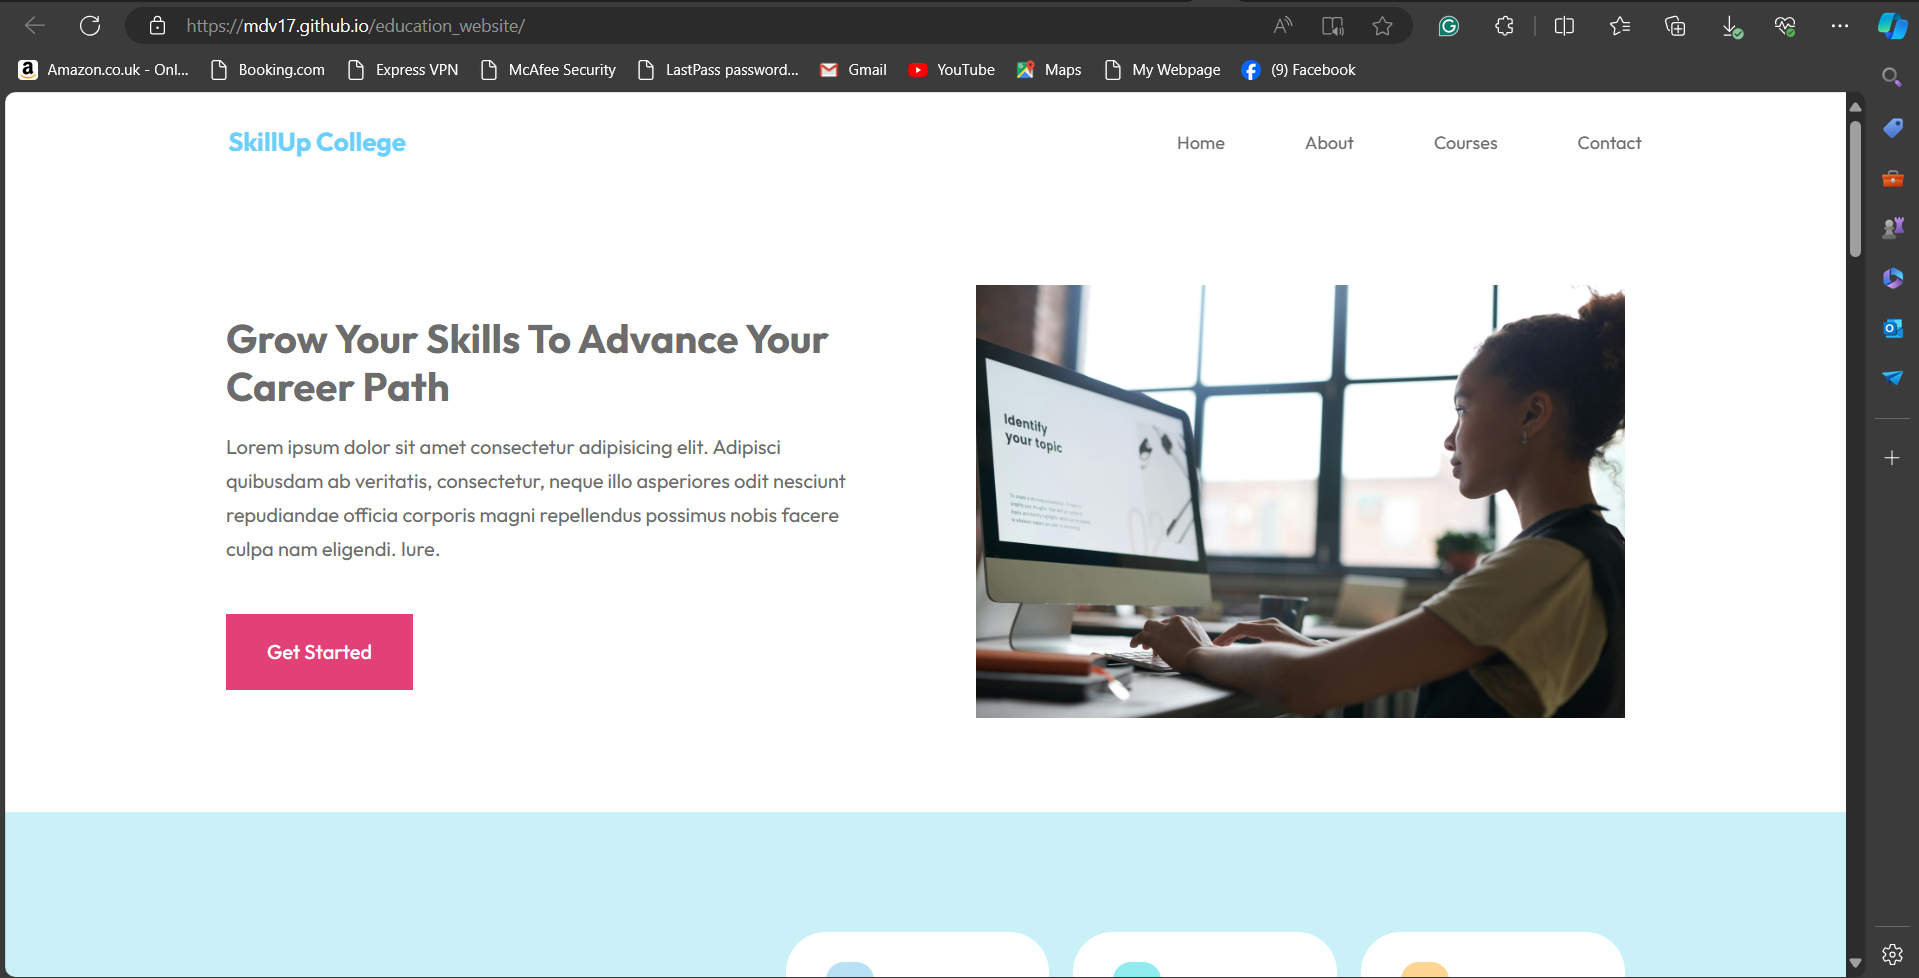 https://mdv17.github.io/education_website/
Amazon.co.uk - Onl...
Booking.com
Express VPN
McAfee Security
LastPass password...
Gmail
YouTube
Maps
My Webpage
(9) Facebook
SkillUp College
Home
About
Courses
Contact
Grow Your Skills To Advance Your
Career Path
Lorem ipsum dolor sit amet consectetur adipisicing elit. Adipisci
quibusdam ab veritatis, consectetur, neque illo asperiores odit nesciunt
repudiandae officia corporis magni repellendus possimus nobis facere
culpa nam eligendi. Iure.
Get Started
Identify
your topic